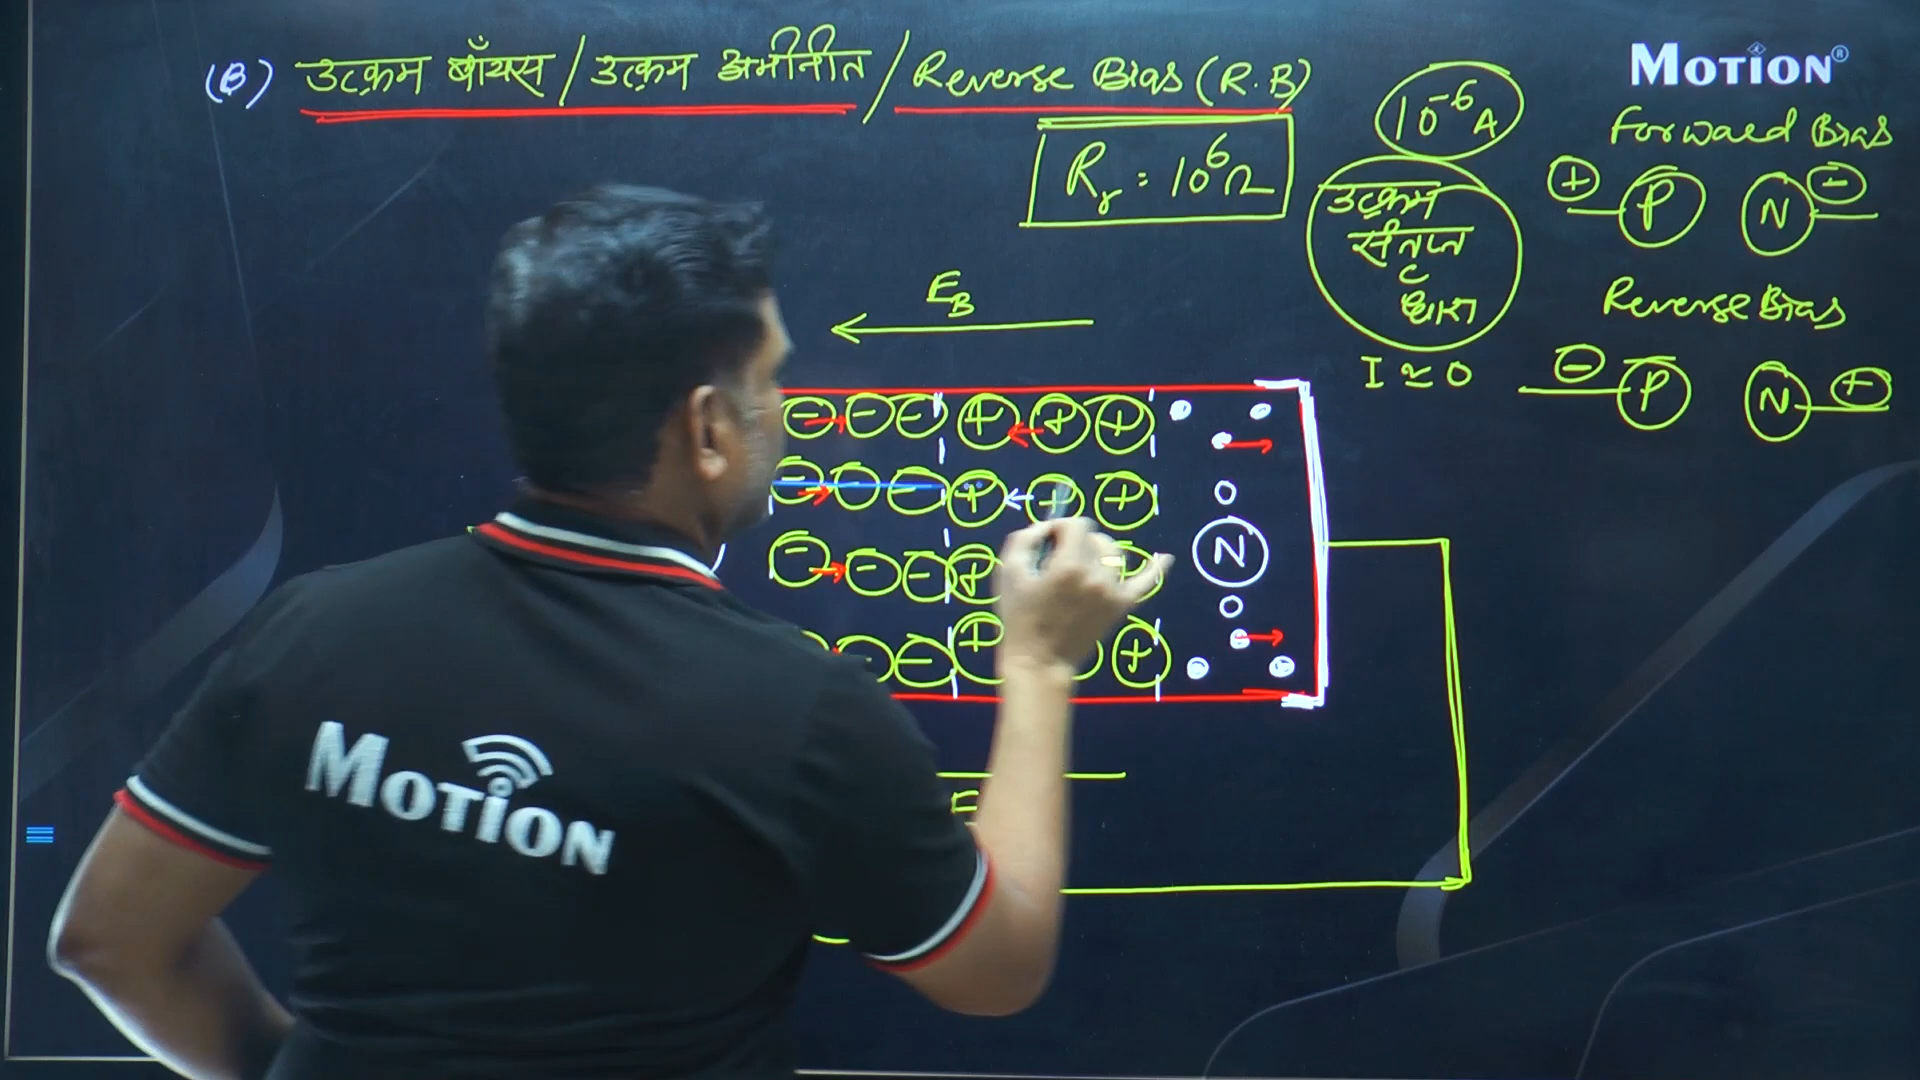 (B) उत्क्रम बॉयस / उत्क्रम अभीनीत / Reverse Bias (R.B)
MOTION®
10⁻⁶A
Forward Bias
Rᵣ = 10⁶Ω
+ P N -
उत्क्रम
संतृप्त
धारा
Reverse Bias
E_B
I ≃ 0
- P N +
- - - + + +
- - - + + +
N
- - - + +
- - + +
E
MOTION